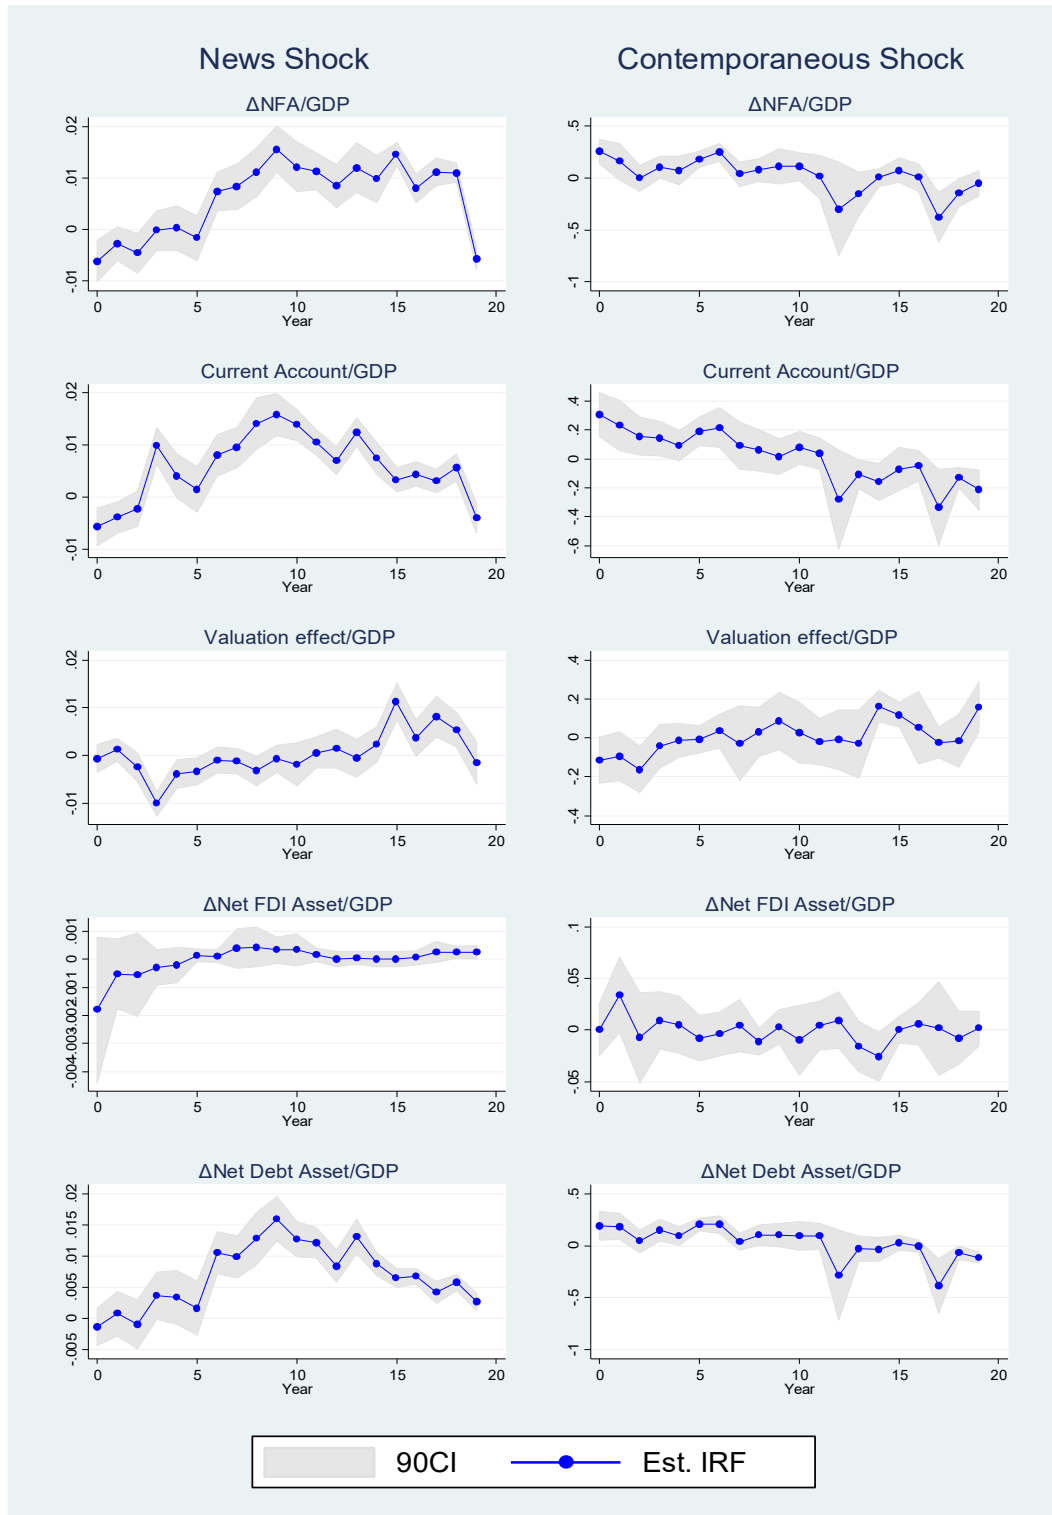 News Shock
Contemporaneous Shock
ΔNFA/GDP
.02
.01
0
-.01
0 5 10 15 20
Year
ΔNFA/GDP
.5
0
-.5
-1
0 5 10 15 20
Year
Current Account/GDP
.02
.01
0
-.01
0 5 10 15 20
Year
Current Account/GDP
.4
.2
0
-.2
-.4
-.6
0 5 10 15 20
Year
Valuation effect/GDP
.02
.01
0
-.01
0 5 10 15 20
Year
Valuation effect/GDP
.4
.2
0
-.2
-.4
0 5 10 15 20
Year
ΔNet FDI Asset/GDP
.001
0
-.004-.003-.002-.001
0 5 10 15 20
Year
ΔNet FDI Asset/GDP
.1
.05
0
-.05
0 5 10 15 20
Year
ΔNet Debt Asset/GDP
.02
.015
.01
.005
0
-.005
0 5 10 15 20
Year
ΔNet Debt Asset/GDP
.5
0
-.5
-1
0 5 10 15 20
Year
90CI
Est. IRF